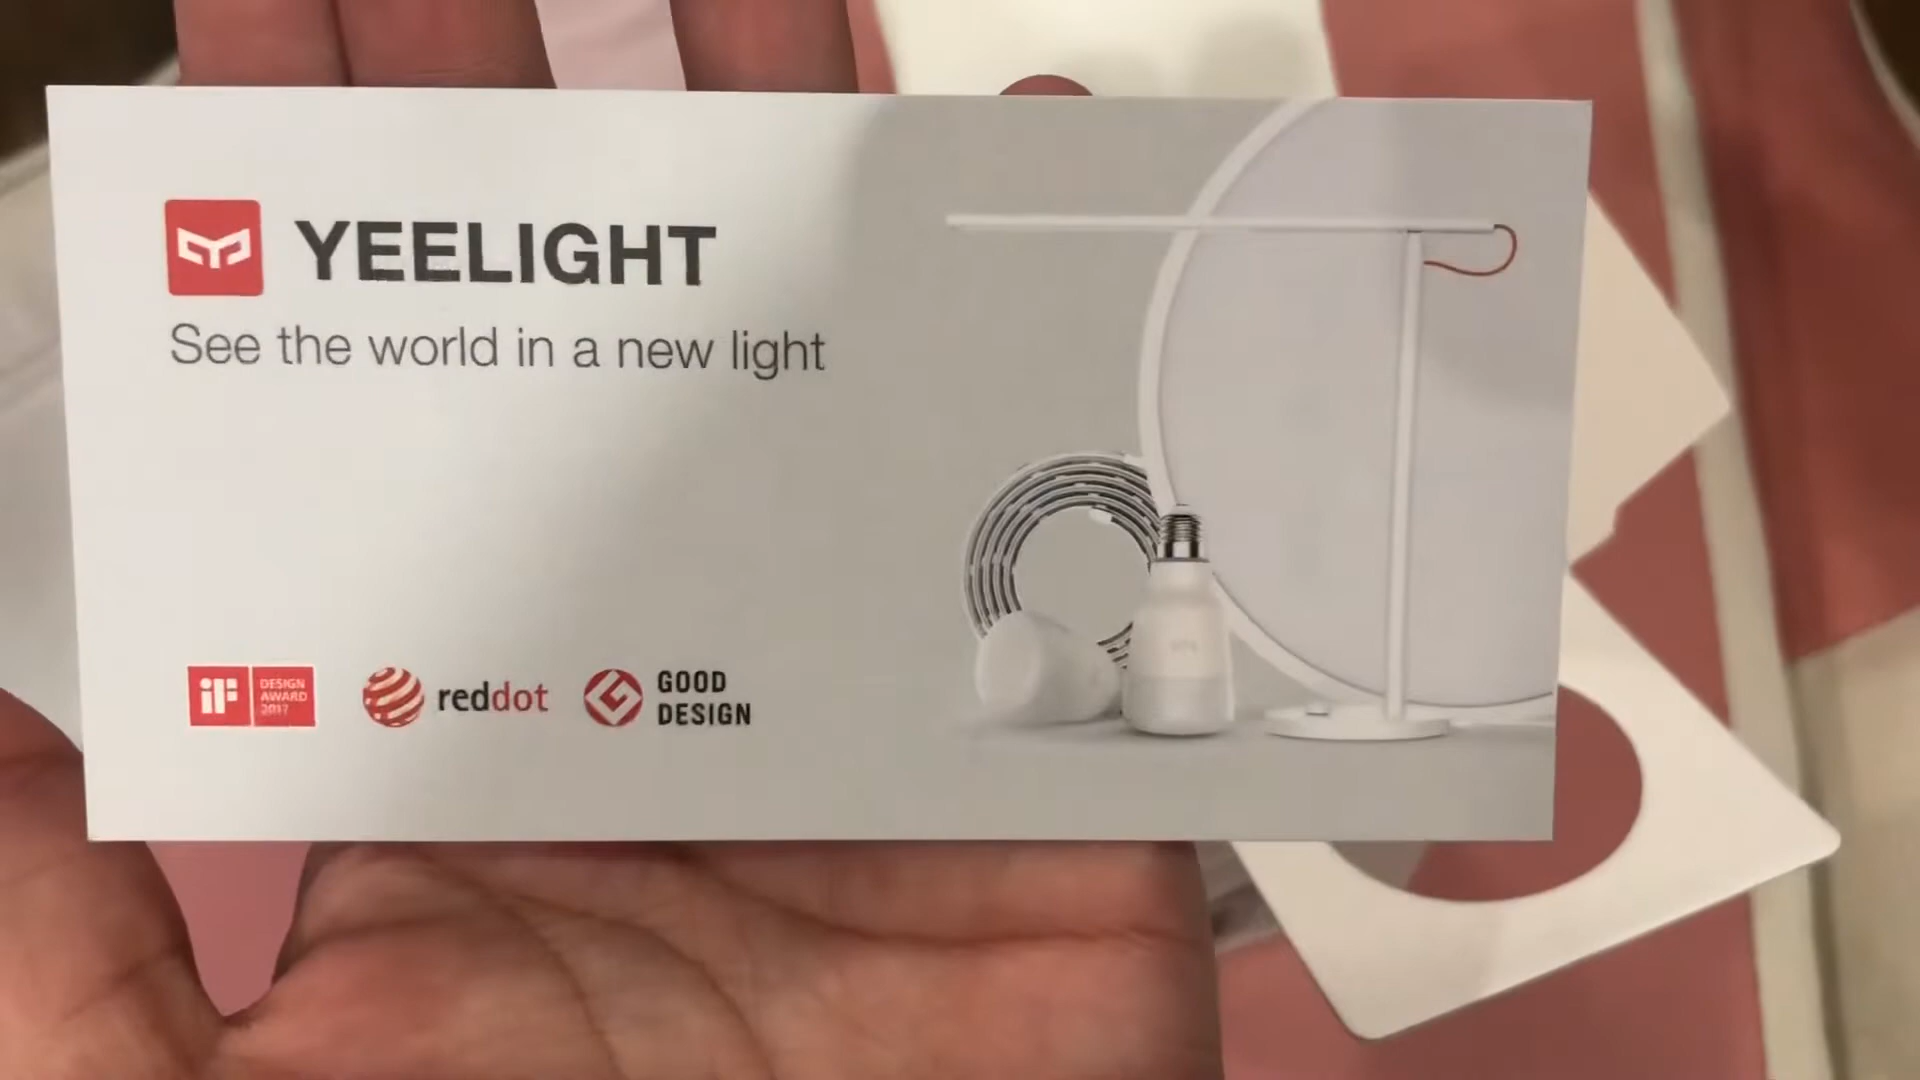 YEELIGHT
See the world in a new light
iF
DESIGN
AWARD
2017
reddot
GOOD
DESIGN